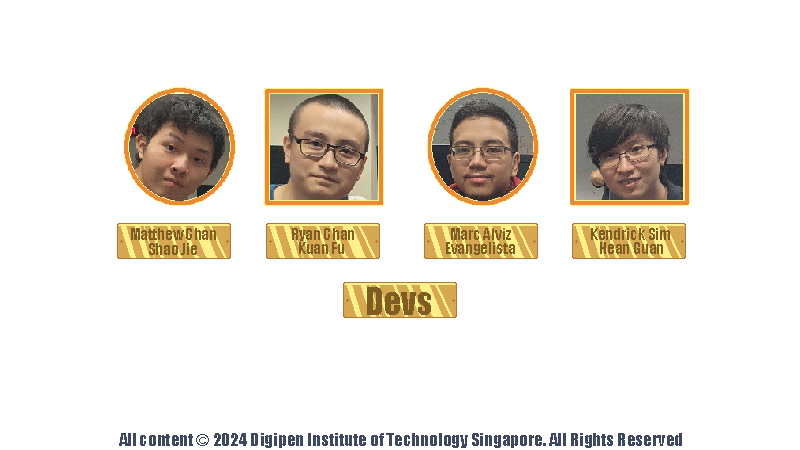 Matthew Chan
Shao Jie
Ryan Chan
Kuan Fu
Marc Alviz
Evangelista
Kendrick Sim
Hean Guan
Devs
All content © 2024 Digipen Institute of Technology Singapore. All Rights Reserved